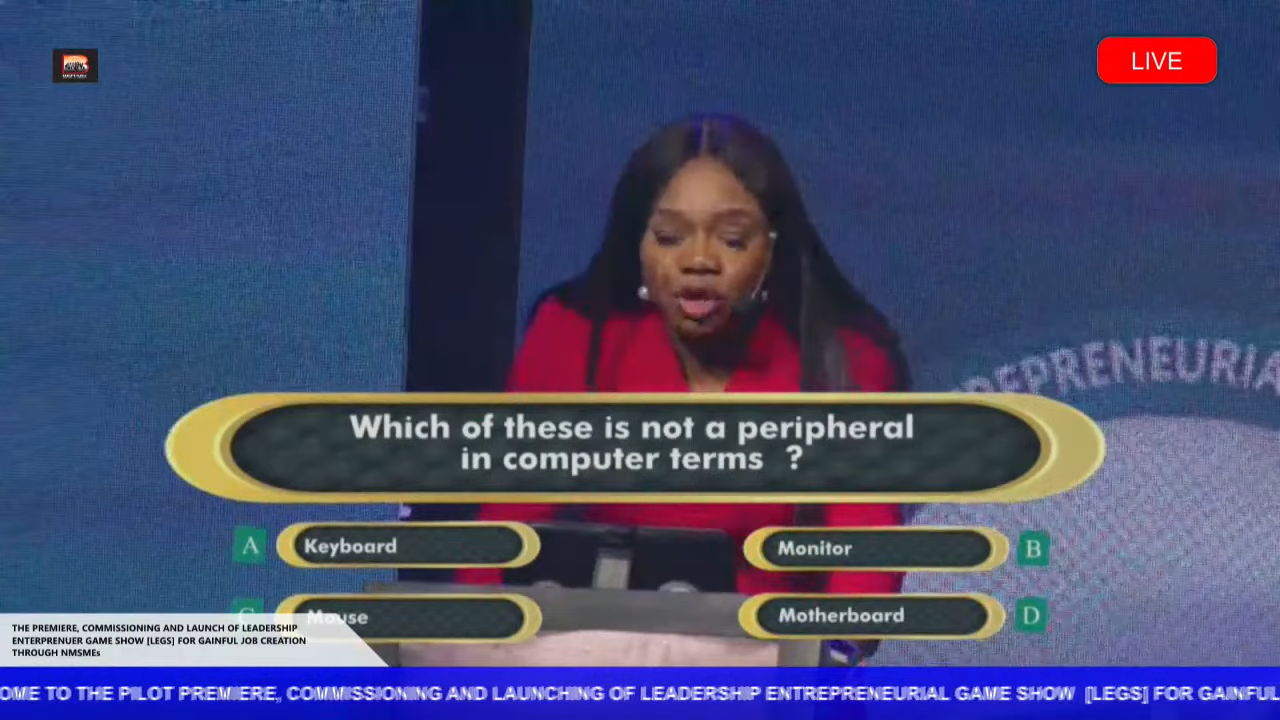 LIVE
REPRENEURIA
Which of these is not a peripheral
in computer terms ?
A Keyboard
Monitor B
C Mouse
Motherboard D
THE PREMIERE, COMMISSIONING AND LAUNCH OF LEADERSHIP
ENTERPRENUER GAME SHOW [LEGS] FOR GAINFUL JOB CREATION
THROUGH NMSMEs
OME TO THE PILOT PREMIERE, COMMISSIONING AND LAUNCHING OF LEADERSHIP ENTREPRENEURIAL GAME SHOW [LEGS] FOR GAINFUL